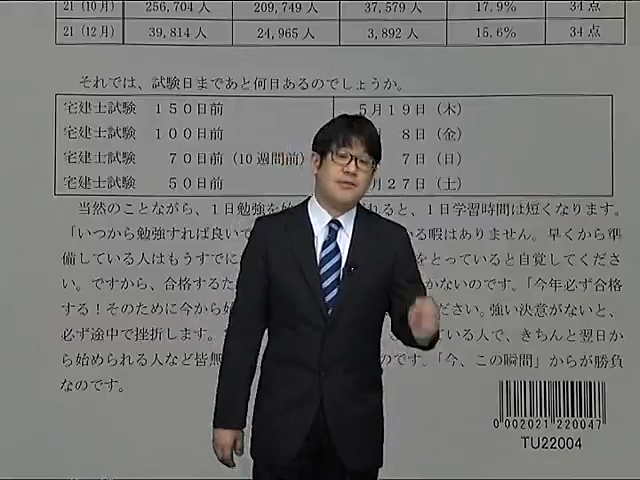 21 (10月) 256,704人 209,749人 37,579人 17.9% 34点
21 (12月) 39,814人 24,965人 3,892人 15.6% 34点
それでは、試験日まであと何日あるのでしょうか。
宅建士試験 150日前 5月19日（木）
宅建士試験 100日前 8日（金）
宅建士試験 70日前（10週間前） 7日（日）
宅建士試験 50日前 月27日（土）
当然のことながら、1日勉強を れると、1日学習時間は短くなります。
「いつから勉強すれば良いで いる暇はありません。早くから準
備している人はもうすでに をとっていると自覚してくださ
い。ですから、合格するた かないのです。「今年必ず合格
する！そのために今から ださい。強い決意がないと、
必ず途中で挫折します。 ている人で、きちんと翌日か
ら始められる人など皆無 のです。「今、この瞬間」からが勝負
なのです。
0 002021 220047
TU22004